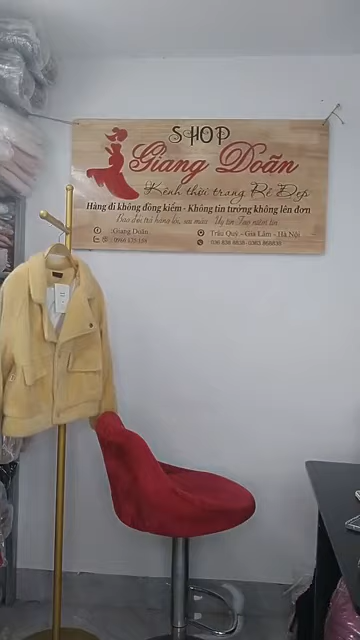 SHOP
Giang Doãn
Kênh thời trang Rẻ Đẹp
Hàng đi không đồng kiểm - Không tin tưởng không lên đơn
Bao đổi trả hàng lỗi, sai mẫu - Uy tín Tạo niềm tin
:Giang Doãn
Trâu Quỳ - Gia Lâm - Hà Nội